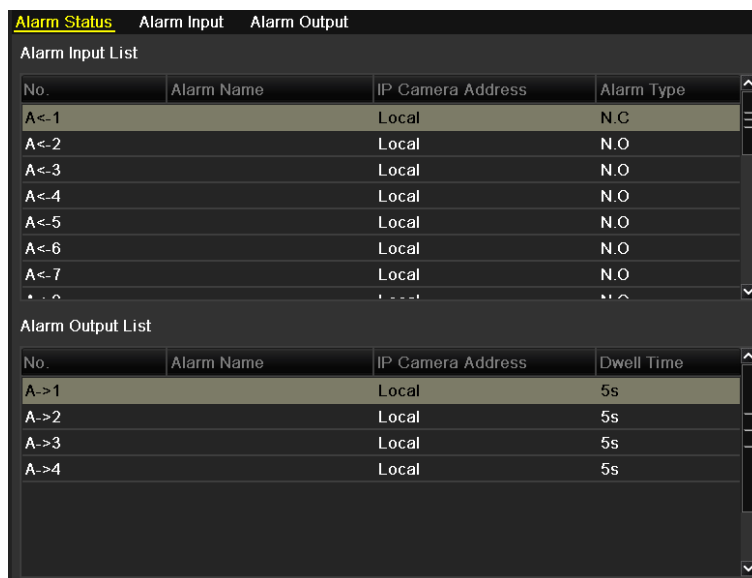 Alarm Status Alarm Input Alarm Output
Alarm Input List
No. Alarm Name IP Camera Address Alarm Type
A<-1 Local N.C
A<-2 Local N.O
A<-3 Local N.O
A<-4 Local N.O
A<-5 Local N.O
A<-6 Local N.O
A<-7 Local N.O
Alarm Output List
No. Alarm Name IP Camera Address Dwell Time
A->1 Local 5s
A->2 Local 5s
A->3 Local 5s
A->4 Local 5s